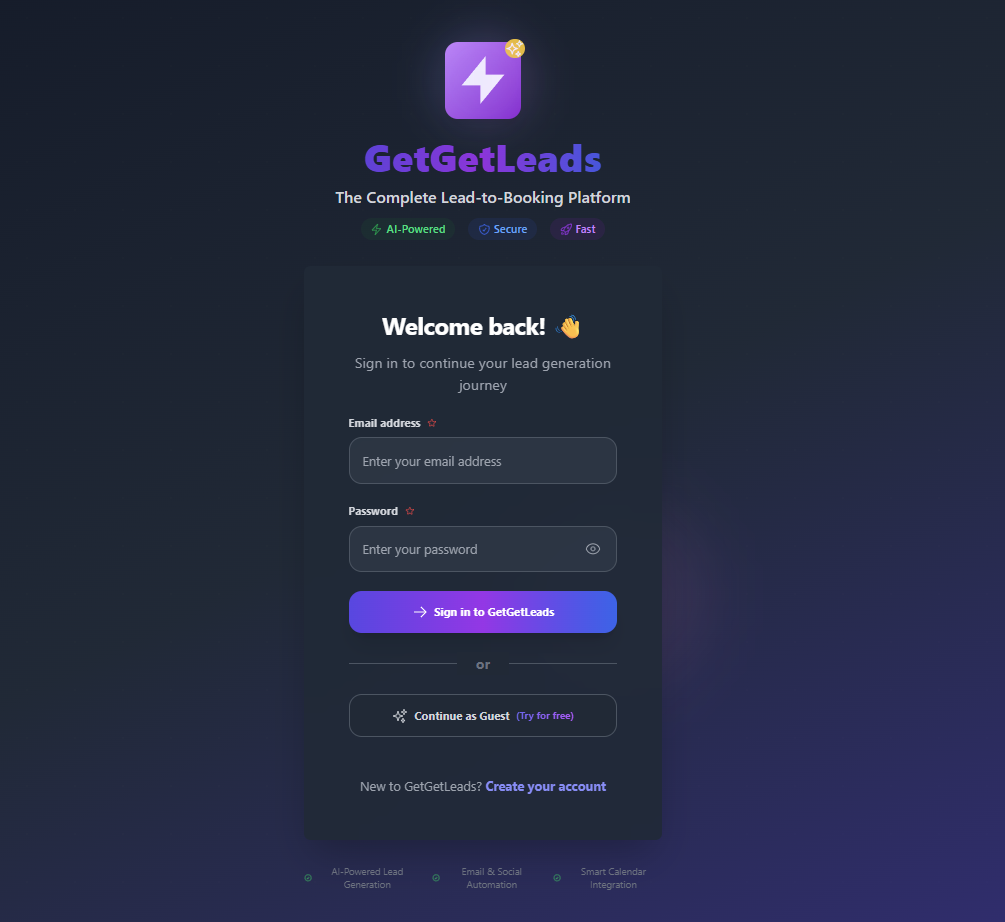 GetGetLeads
The Complete Lead-to-Booking Platform
AI-Powered
Secure
Fast
Welcome back!
Sign in to continue your lead generation
journey
Email address
Enter your email address
Password
Enter your password
Sign in to GetGetLeads
or
Continue as Guest (Try for free)
New to GetGetLeads? Create your account
AI-Powered Lead
Generation
Email & Social
Automation
Smart Calendar
Integration